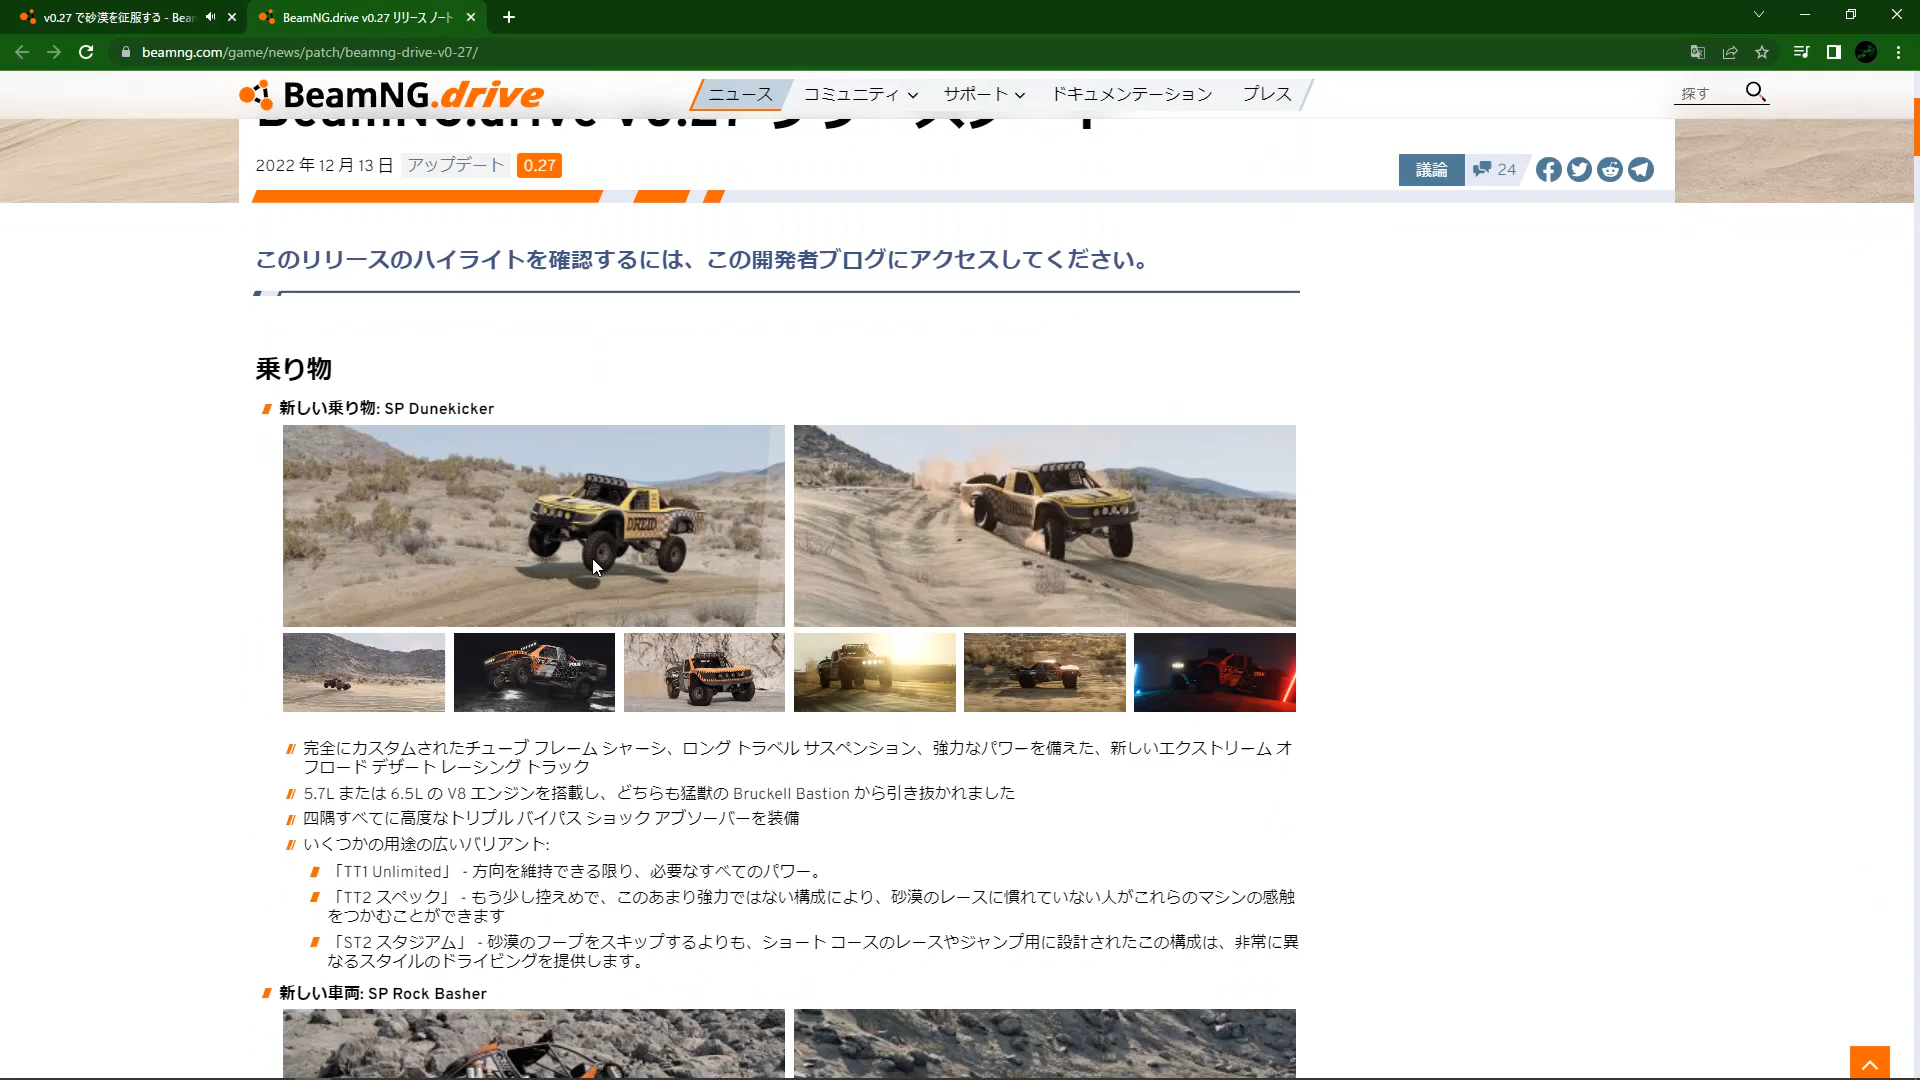 v0.27 で砂漠を征服する - Bear
BeamNG.drive v0.27 リリース ノート
beamng.com/game/news/patch/beamng-drive-v0-27/
BeamNG.drive
ニュース
コミュニティ
サポート
ドキュメンテーション
プレス
探す
BeamNG.drive v0.27 リリースノート
2022 年 12 月 13 日
アップデート
0.27
議論
24
このリリースのハイライトを確認するには、この開発者ブログにアクセスしてください。
乗り物
新しい乗り物: SP Dunekicker
完全にカスタムされたチューブ フレーム シャーシ、ロング トラベル サスペンション、強力なパワーを備えた、新しいエクストリーム オ
フロード デザート レーシング トラック
5.7L または 6.5L の V8 エンジンを搭載し、どちらも猛獣の Bruckell Bastion から引き抜かれました
四隅すべてに高度なトリプル バイパス ショック アブソーバーを装備
いくつかの用途の広いバリアント:
「TT1 Unlimited」 - 方向を維持できる限り、必要なすべてのパワー。
「TT2 スペック」 - もう少し控えめで、このあまり強力ではない構成により、砂漠のレースに慣れていない人がこれらのマシンの感触
をつかむことができます
「ST2 スタジアム」 - 砂漠のフープをスキップするよりも、ショート コースのレースやジャンプ用に設計されたこの構成は、非常に異
なるスタイルのドライビングを提供します。
新しい車両: SP Rock Basher